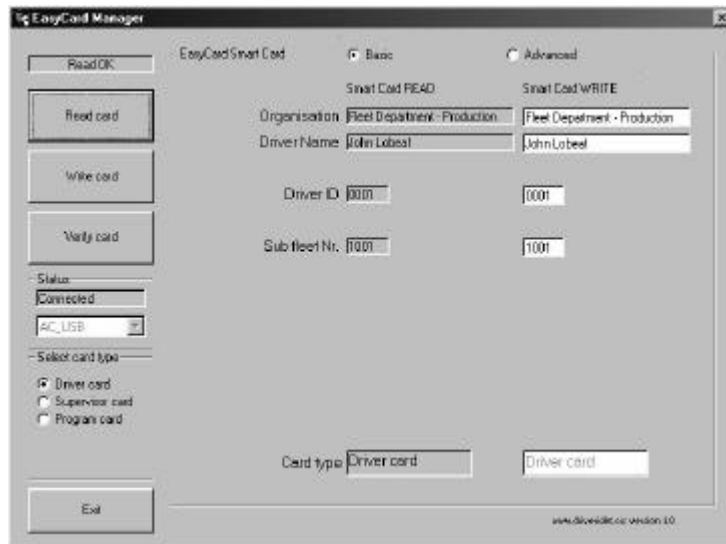 EasyCard Manager
Read OK
EasyCard Smart Card
Basic
Advanced
Read card
Smart Card READ
Smart Card WRITE
Organisation
Fleet Department - Production
Fleet Department - Production
Driver Name
John Lobeat
John Lobeat
Write card
Driver ID
0001
0001
Verify card
Sub fleet Nr.
1001
1001
Status
Connected
AC_USB
Select card type
Driver card
Supervisor card
Program card
Card type
Driver card
Driver card
Exit
version 1.0